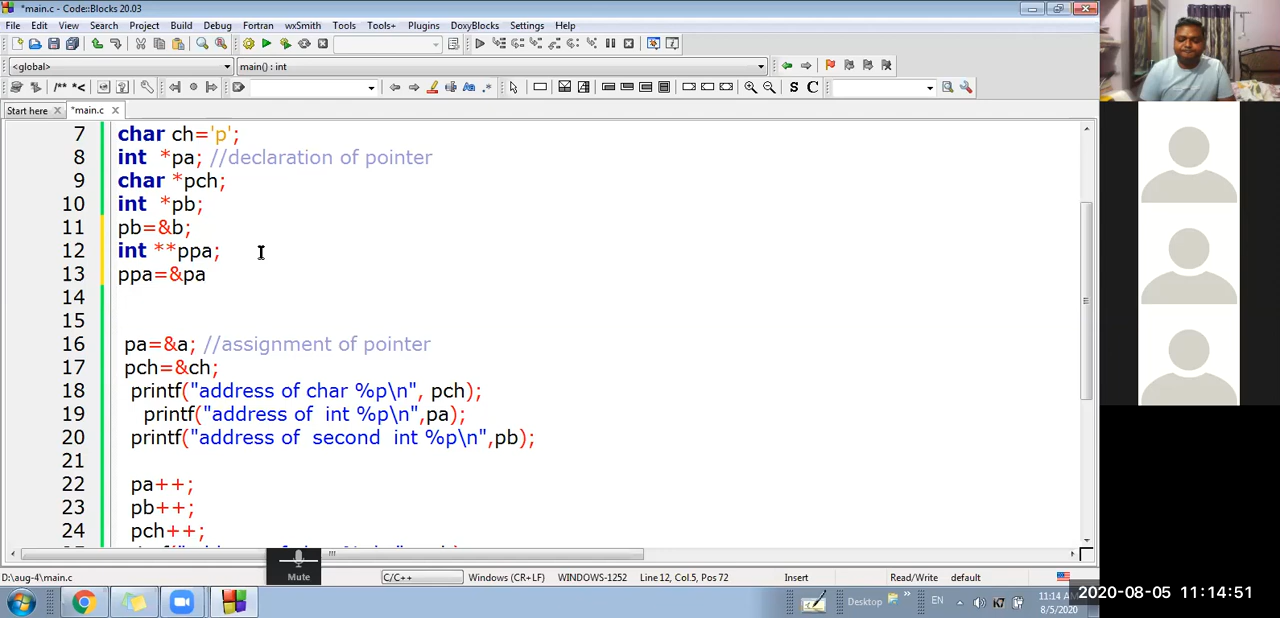 *main.c - Code::Blocks 20.03
File Edit View Search Project Build Debug Fortran wxSmith Tools Tools+ Plugins DoxyBlocks Settings Help
<global> main() : int
/** *< S C
Start here *main.c
7 char ch='p';
8 int *pa; //declaration of pointer
9 char *pch;
10 int *pb;
11 pb=&b;
12 int **ppa;
13 ppa=&pa
14
15
16 pa=&a; //assignment of pointer
17 pch=&ch;
18 printf("address of char %p\n", pch);
19 printf("address of int %p\n",pa);
20 printf("address of second int %p\n",pb);
21
22 pa++;
23 pb++;
24 pch++;
Mute
D:\aug-4\main.c C/C++ Windows (CR+LF) WINDOWS-1252 Line 12, Col.5, Pos 72 Insert Read/Write default
Desktop » EN 11:14 AM
8/5/2020
2020-08-05 11:14:51